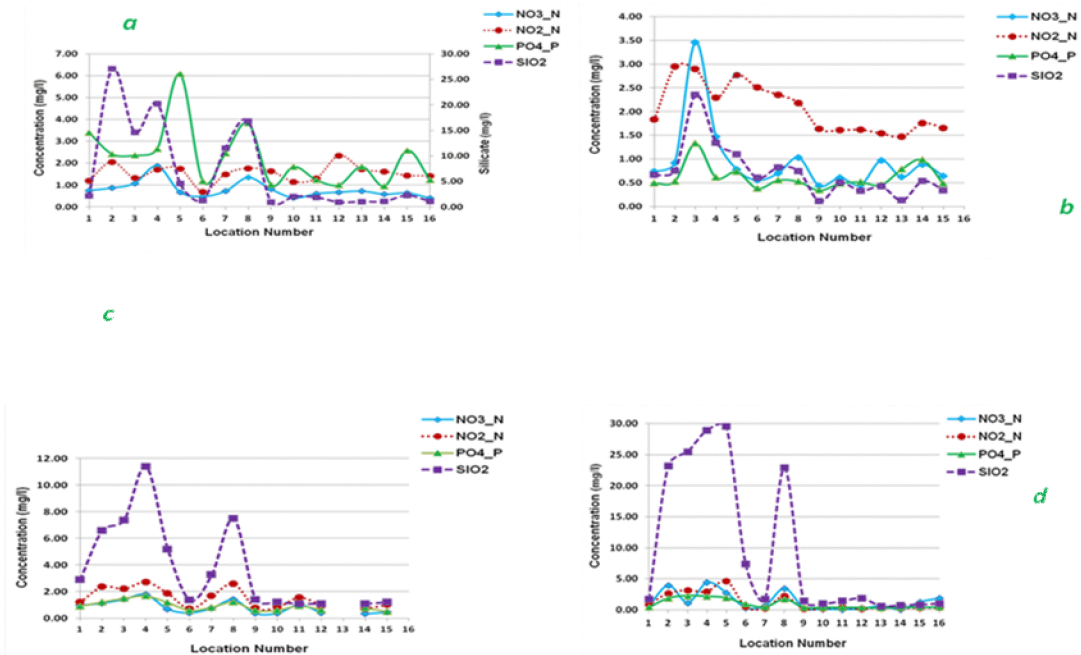 a
NO3_N
NO2_N
PO4_P
SIO2
Concentration (mg/l)
7.00
6.00
5.00
4.00
3.00
2.00
1.00
0.00
30.00
25.00
20.00
15.00
10.00
5.00
0.00
Silicate (mg/l)
1 2 3 4 5 6 7 8 9 10 11 12 13 14 15 16
Location Number
NO3_N
NO2_N
PO4_P
SIO2
Concentration (mg/l)
4.00
3.50
3.00
2.50
2.00
1.50
1.00
0.50
0.00
1 2 3 4 5 6 7 8 9 10 11 12 13 14 15 16
Location Number
b
c
NO3_N
NO2_N
PO4_P
SIO2
Concentration (mg/l)
12.00
10.00
8.00
6.00
4.00
2.00
0.00
1 2 3 4 5 6 7 8 9 10 11 12 13 14 15 16
Location Number
NO3_N
NO2_N
PO4_P
SIO2
Concentration (mg/l)
30.00
25.00
20.00
15.00
10.00
5.00
0.00
1 2 3 4 5 6 7 8 9 10 11 12 13 14 15 16
Location Number
d